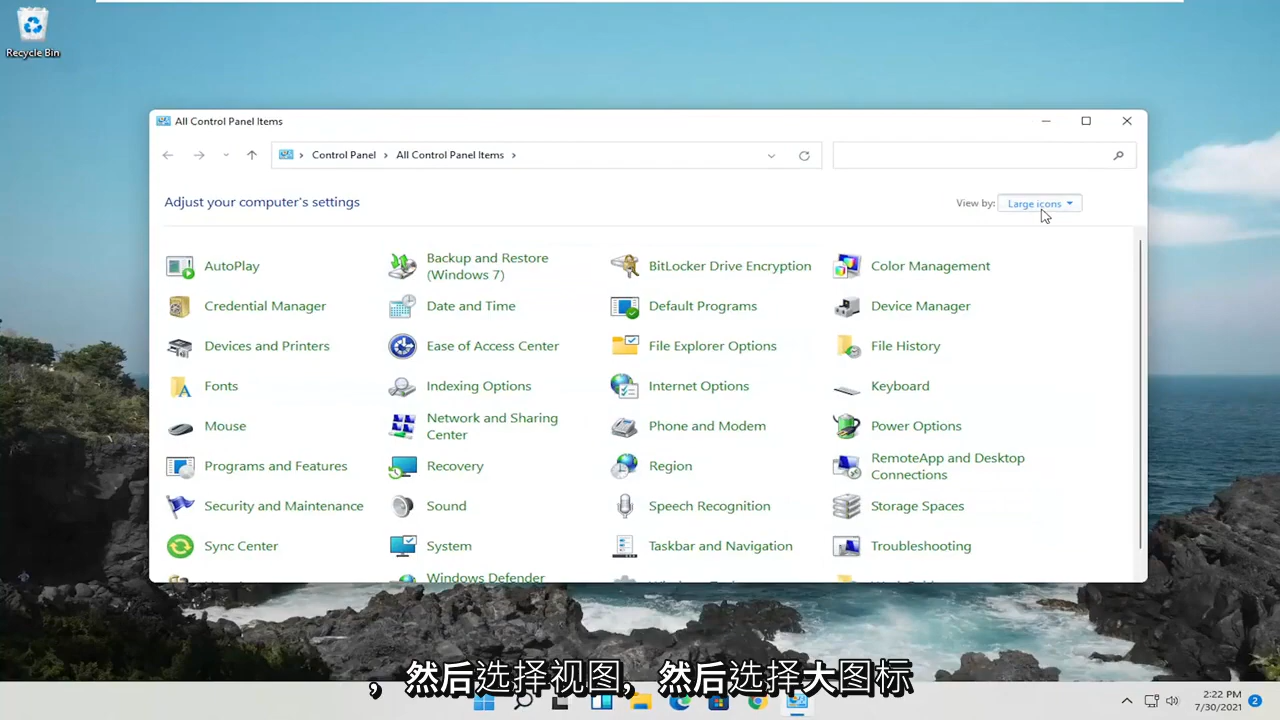 Recycle Bin
All Control Panel Items
Control Panel
All Control Panel Items
Adjust your computer's settings
View by: Large icons
AutoPlay
Backup and Restore
(Windows 7)
BitLocker Drive Encryption
Color Management
Credential Manager
Date and Time
Default Programs
Device Manager
Devices and Printers
Ease of Access Center
File Explorer Options
File History
Fonts
Indexing Options
Internet Options
Keyboard
Mouse
Network and Sharing
Center
Phone and Modem
Power Options
Programs and Features
Recovery
Region
RemoteApp and Desktop
Connections
Security and Maintenance
Sound
Speech Recognition
Storage Spaces
Sync Center
System
Taskbar and Navigation
Troubleshooting
Windows Defender
，然后选择视图，然后选择大图标
2:22 PM
7/30/2021
2